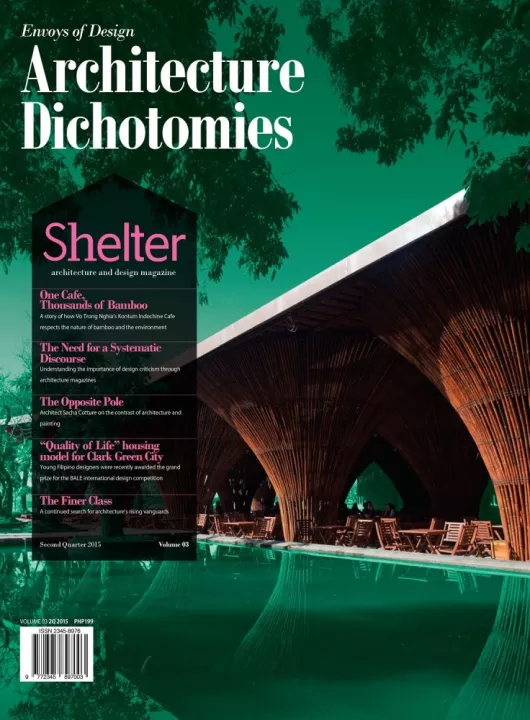 Envoys of Design
Architecture
Dichotomies
Shelter
architecture and design magazine
One Cafe,
Thousands of Bamboo
A story of how Vo Trong Nghĩa's Kontum Indochine Cafe
respects the nature of bamboo and the environment
The Need for a Systematic
Discourse
Understanding the importance of design criticism through
architecture magazines
The Opposite Pole
Architect Sacha Cotture on the contrast of architecture and
painting
“Quality of Life” housing
model for Clark Green City
Young Filipino designers were recently awarded the grand
prize for the BALE international design competition
The Finer Class
A continued search for architecture's rising vanguards
Second Quarter 2015 Volume 03
VOLUME 03 2Q 2015 PHP199
ISSN 2345-6976
9 772345 697003